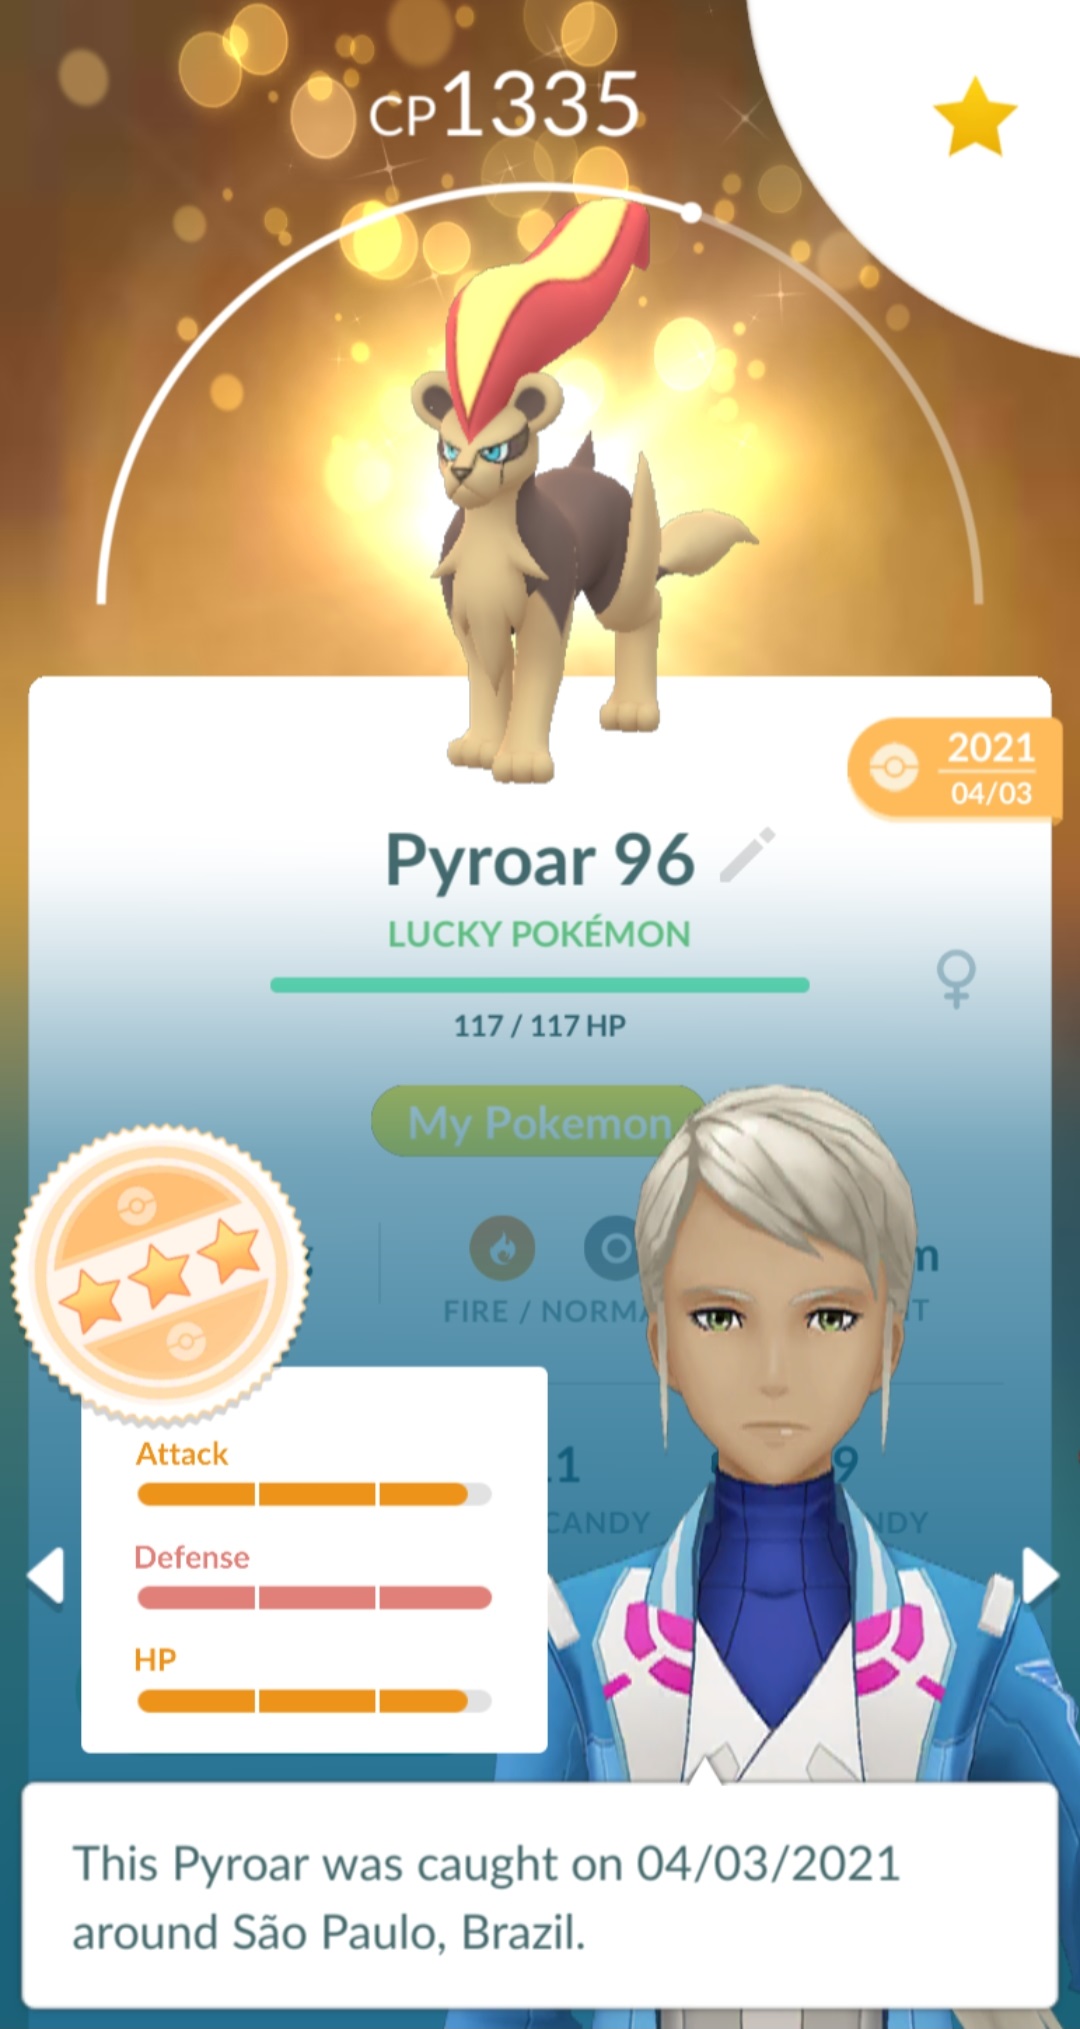 CP1335
2021
04/03
Pyroar 96
LUCKY POKÉMON
117 / 117 HP
My Pokemon
FIRE /
Attack
CANDY
Defense
HP
This Pyroar was caught on 04/03/2021
around São Paulo, Brazil.